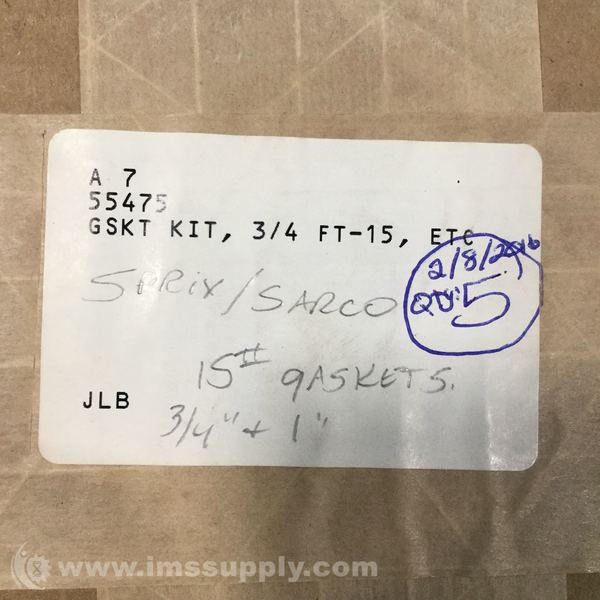 A 7
55475
GSKT KIT, 3/4 FT-15, ETC
2/8/2016
QTY: 5
SPRIX/SARCO
15# GASKETS.
JLB
3/4" + 1"
www.imssupply.com